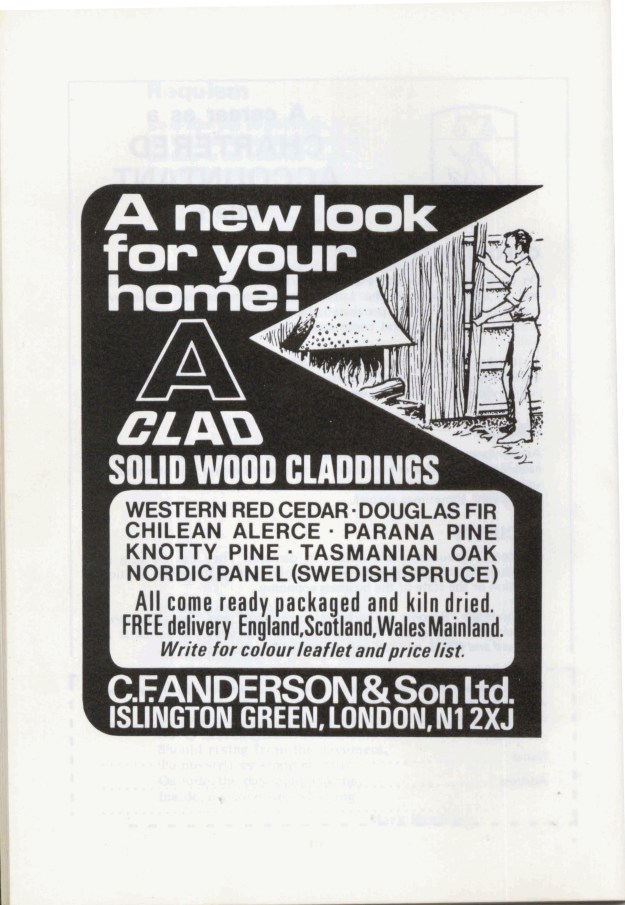 A new look
for your
home!
A
CLAD
SOLID WOOD CLADDINGS
WESTERN RED CEDAR · DOUGLAS FIR
CHILEAN ALERCE · PARANA PINE
KNOTTY PINE · TASMANIAN OAK
NORDIC PANEL (SWEDISH SPRUCE)
All come ready packaged and kiln dried.
FREE delivery England, Scotland, Wales Mainland.
Write for colour leaflet and price list.
C.F. ANDERSON & Son Ltd.
ISLINGTON GREEN, LONDON, N1 2XJ